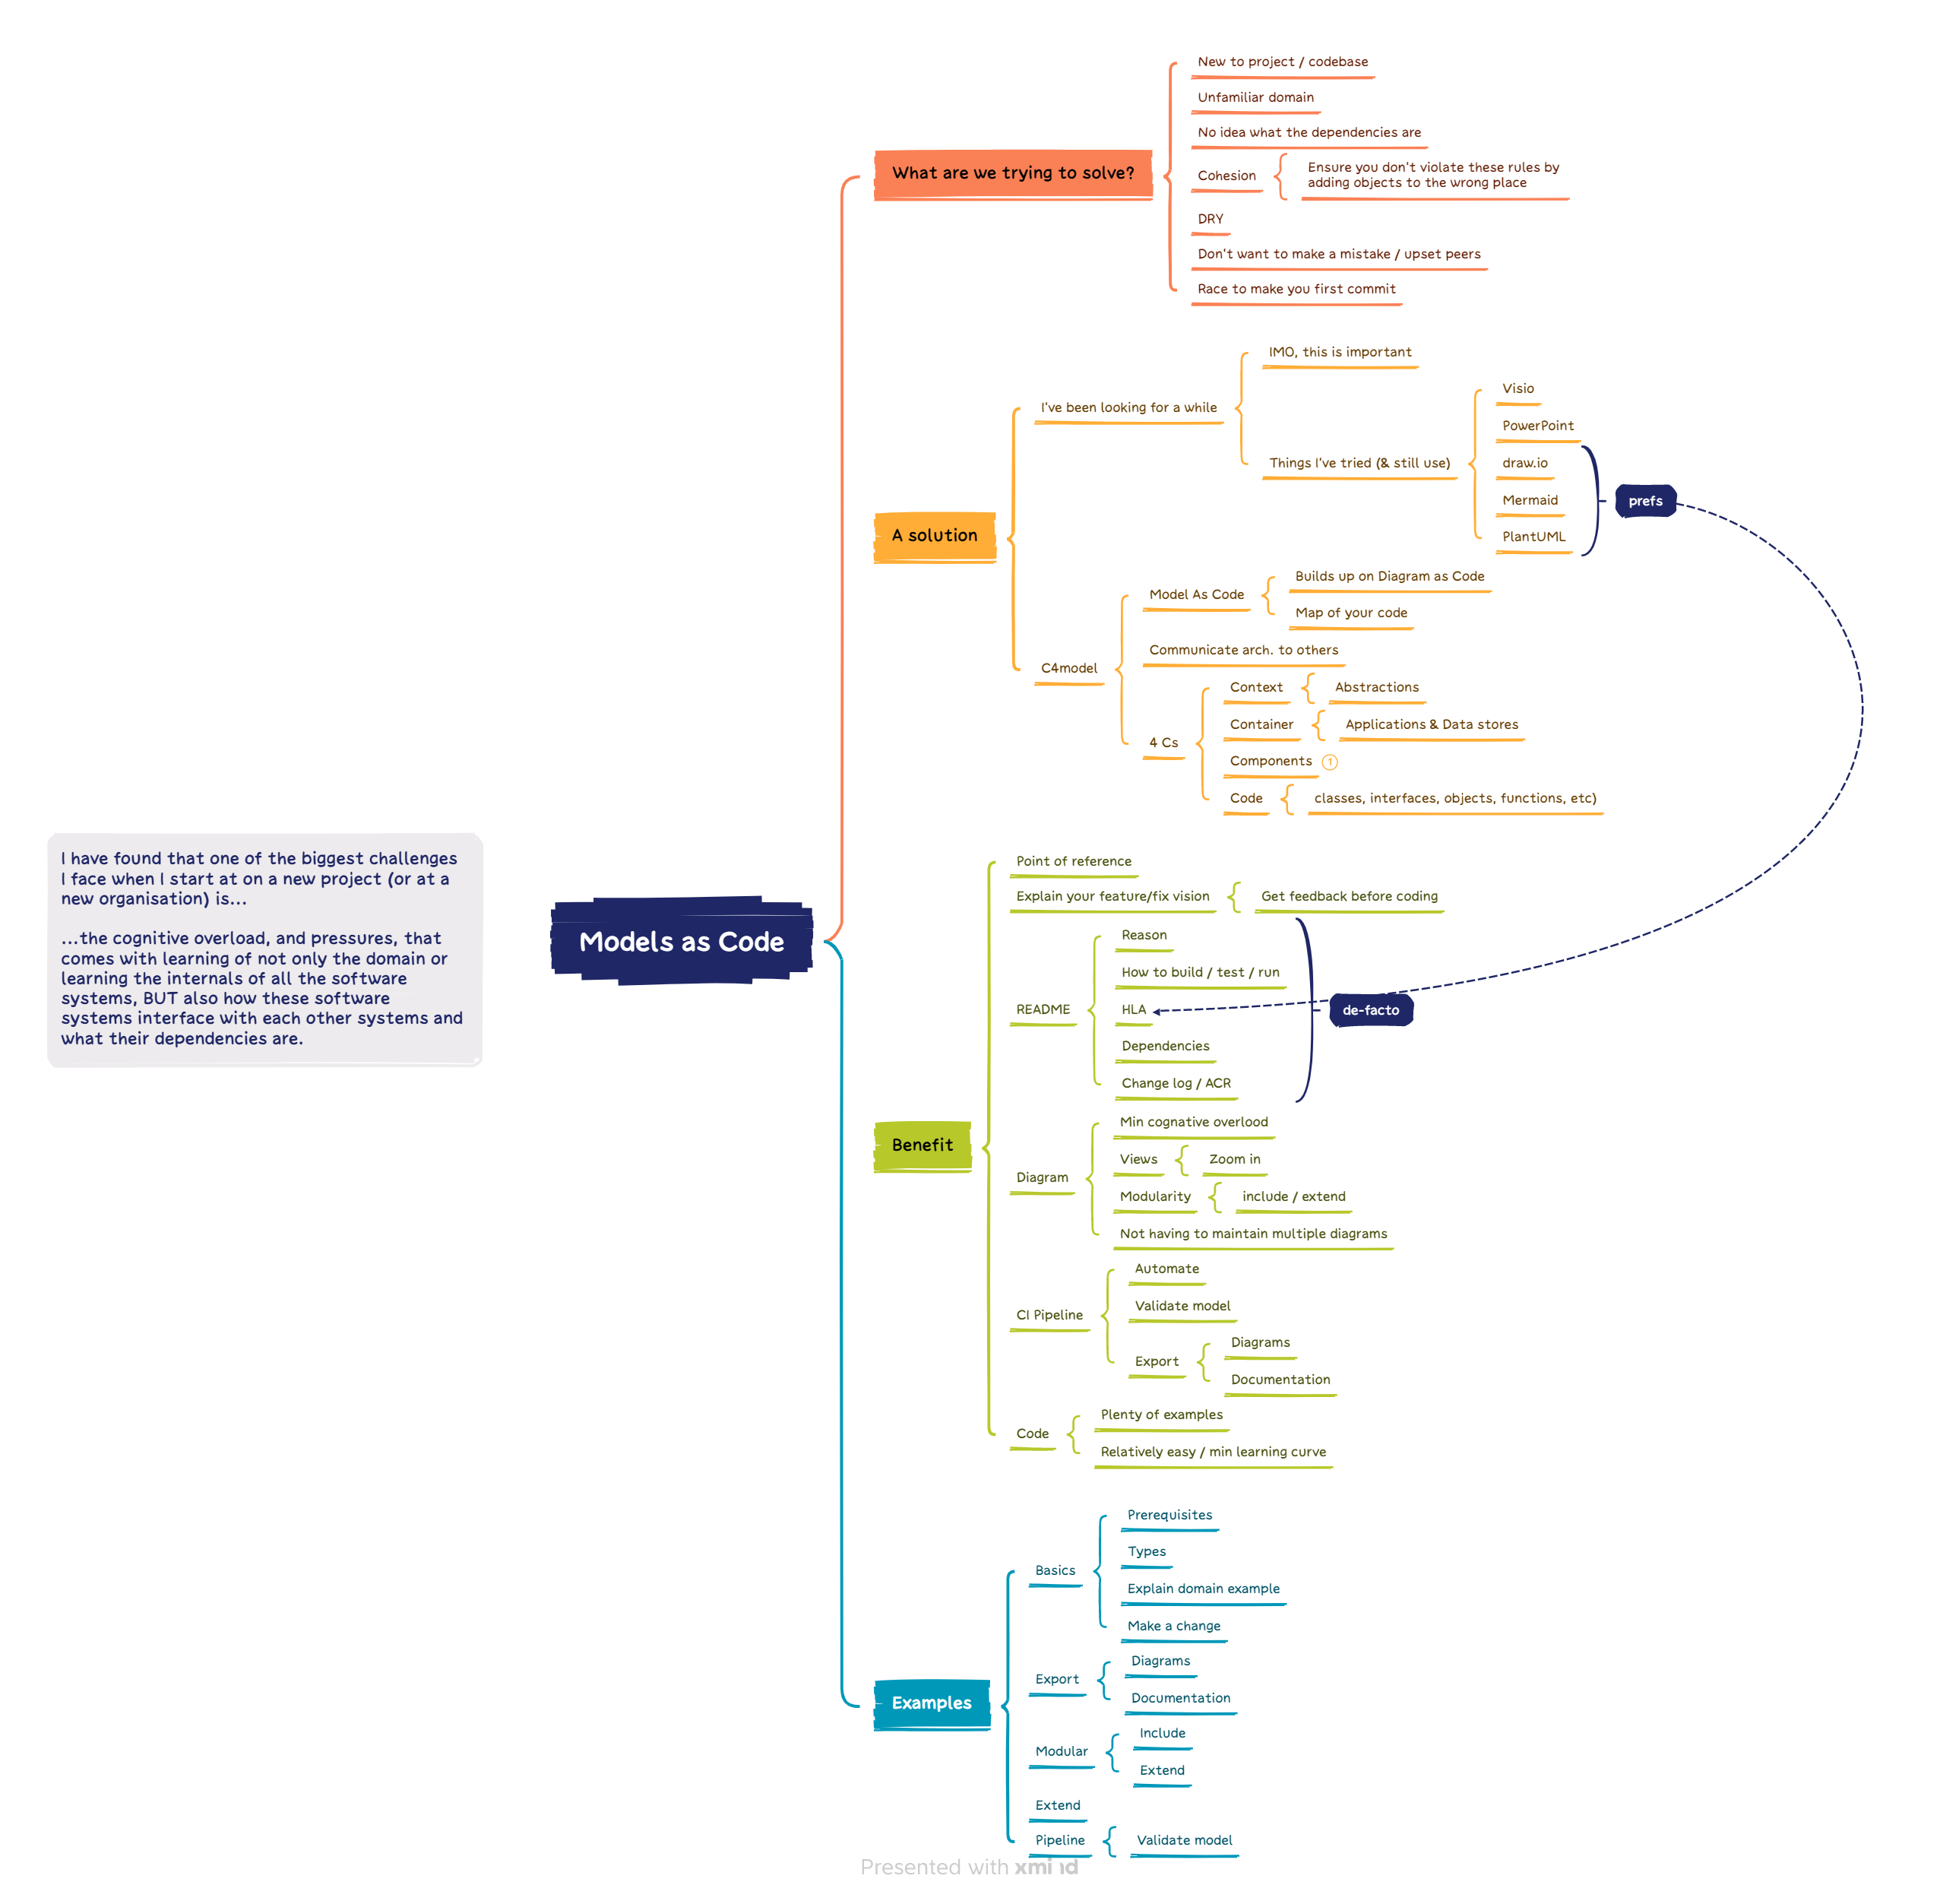 New to project / codebase
Unfamiliar domain
No idea what the dependencies are
What are we trying to solve?
Cohesion
Ensure you don't violate these rules by
adding objects to the wrong place
DRY
Don't want to make a mistake / upset peers
Race to make you first commit
A solution
I've been looking for a while
IMO, this is important
Things I've tried (& still use)
Visio
PowerPoint
draw.io
Mermaid
PlantUML
prefs
C4model
Model As Code
Builds up on Diagram as Code
Map of your code
Communicate arch. to others
4 Cs
Context
Abstractions
Container
Applications & Data stores
Components
1
Code
classes, interfaces, objects, functions, etc)
I have found that one of the biggest challenges
I face when I start at on a new project (or at a
new organisation) is...
...the cognitive overload, and pressures, that
comes with learning of not only the domain or
learning the internals of all the software
systems, BUT also how these software
systems interface with each other systems and
what their dependencies are.
Models as Code
Benefit
Point of reference
Explain your feature/fix vision
Get feedback before coding
README
Reason
How to build / test / run
HLA
Dependencies
Change log / ACR
de-facto
Diagram
Min cognative overlood
Views
Zoom in
Modularity
include / extend
Not having to maintain multiple diagrams
CI Pipeline
Automate
Validate model
Export
Diagrams
Documentation
Code
Plenty of examples
Relatively easy / min learning curve
Examples
Basics
Prerequisites
Types
Explain domain example
Make a change
Export
Diagrams
Documentation
Modular
Include
Extend
Extend
Pipeline
Validate model
Presented with xmind